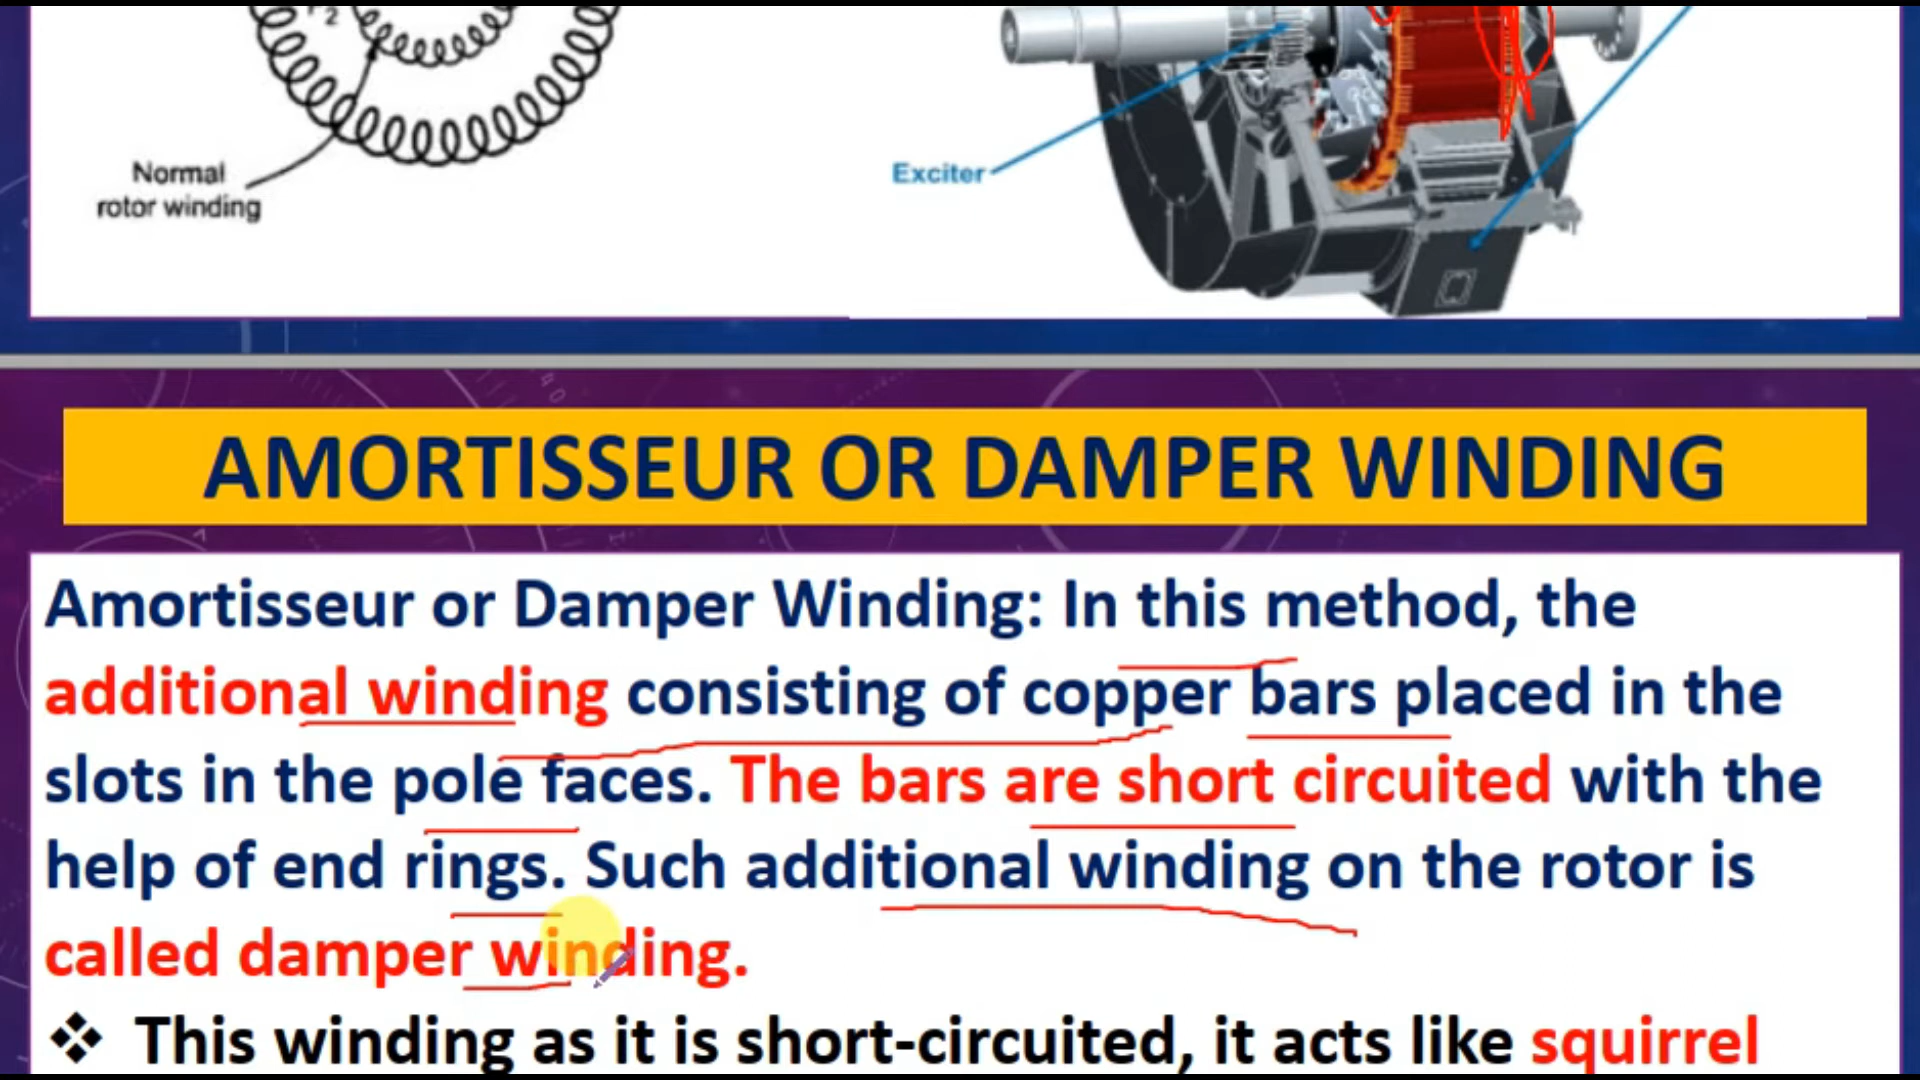 F2
Normal
rotor winding
Exciter
AMORTISSEUR OR DAMPER WINDING
Amortisseur or Damper Winding: In this method, the
additional winding consisting of copper bars placed in the
slots in the pole faces. The bars are short circuited with the
help of end rings. Such additional winding on the rotor is
called damper winding.
❖ This winding as it is short-circuited, it acts like squirrel